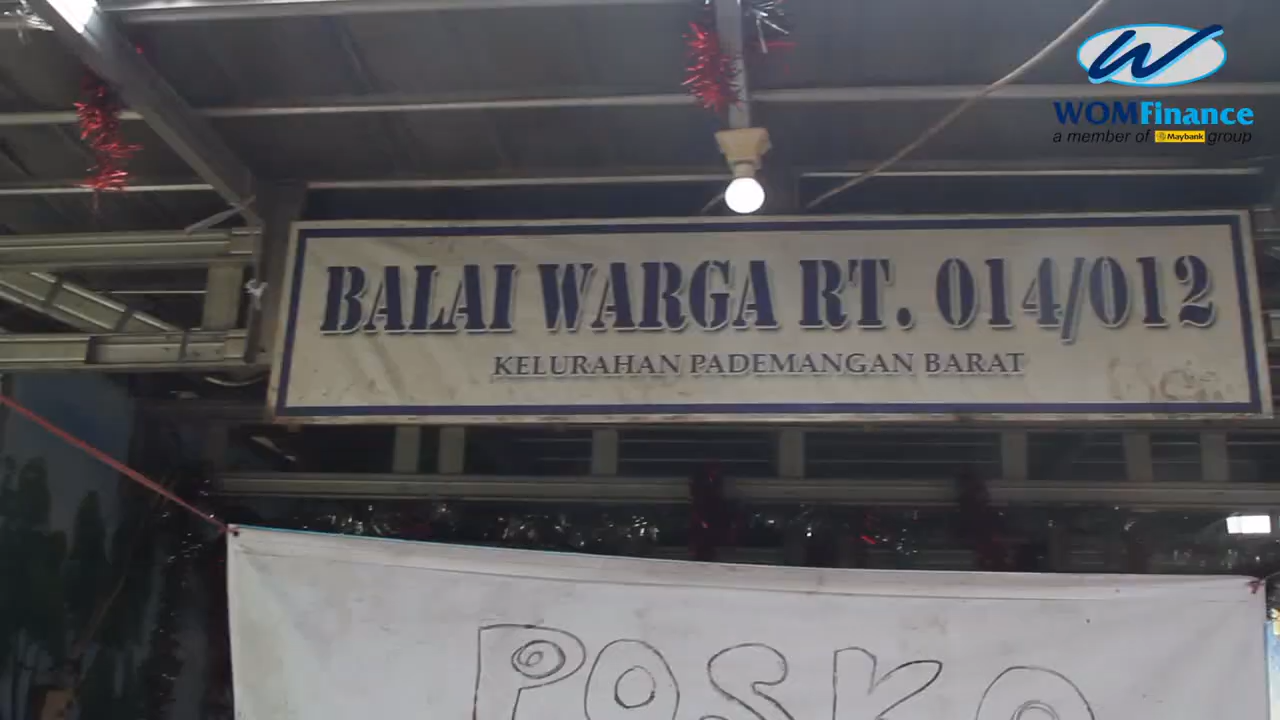 WOMFinance
a member of Maybank group
BALAI WARGA RT. 014/012
KELURAHAN PADEMANGAN BARAT
POSKO